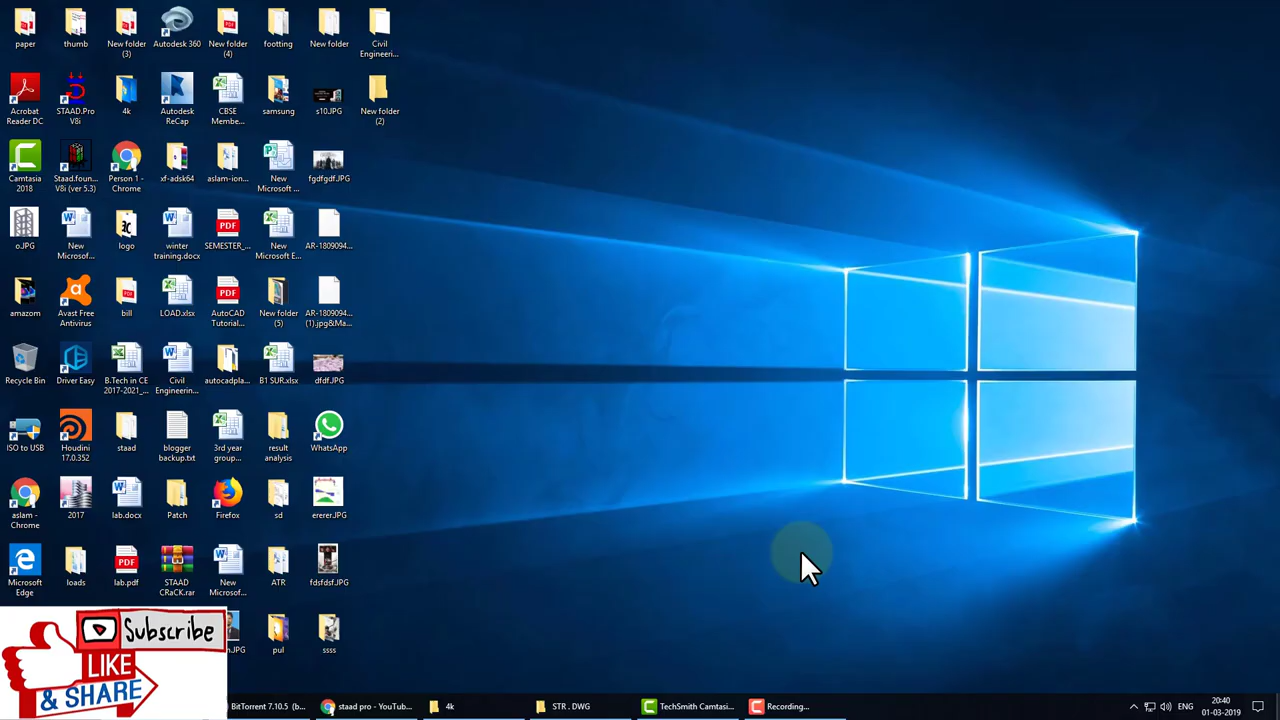 paper
thumb
New folder
(3)
Autodesk 360
New folder
(4)
footting
New folder
Civil
Engineeri...
Acrobat
Reader DC
STAAD.Pro
V8i
4k
Autodesk
ReCap
CBSE
Membe...
samsung
s10.JPG
New folder
(2)
Camtasia
2018
Staad.foun...
V8i (ver 5.3)
Person 1 -
Chrome
xf-adsk64
aslam-ion...
New
Microsoft ...
fgdfgdf.JPG
o.JPG
New
Microsof...
logo
winter
training.docx
SEMESTER_...
New
Microsoft E...
AR-1809094...
amazom
Avast Free
Antivirus
bill
LOAD.xlsx
AutoCAD
Tutorial...
New folder
(5)
AR-1809094...
(1).jpg&Ma...
Recycle Bin
Driver Easy
B.Tech in CE
2017-2021_...
Civil
Engineerin...
autocadpla...
B1 SUR.xlsx
dfdf.JPG
ISO to USB
Houdini
17.0.352
staad
blogger
backup.txt
3rd year
group...
result
analysis
WhatsApp
aslam -
Chrome
2017
lab.docx
Patch
Firefox
sd
ererer.JPG
Microsoft
Edge
loads
lab.pdf
STAAD
CRaCK.rar
New
Microsof...
ATR
fdsfdsf.JPG
pul
ssss
Subscribe
LIKE
& SHARE
BitTorrent 7.10.5 (b...
staad pro - YouTub...
4k
STR . DWG
TechSmith Camtasi...
Recording...
ENG
20:40
01-03-2019